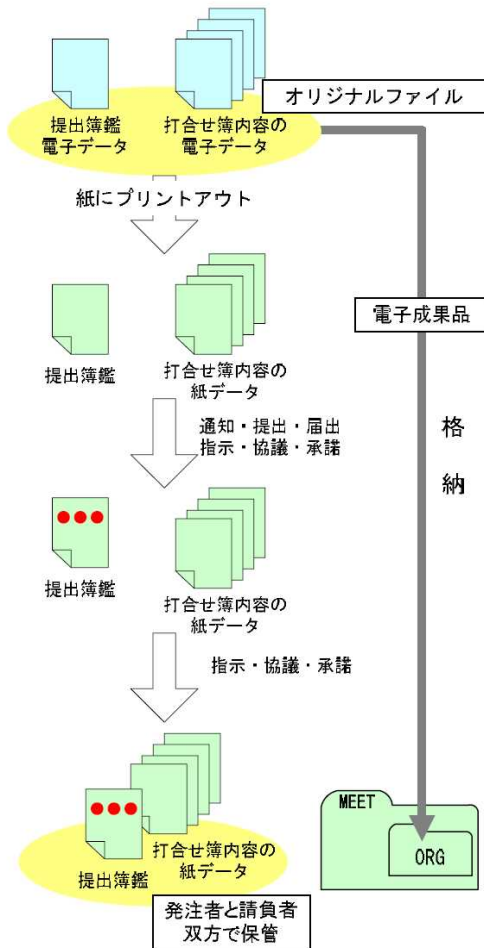 オリジナルファイル
提出簿鑑
電子データ
打合せ簿内容の
電子データ
紙にプリントアウト
電子成果品
提出簿鑑
打合せ簿内容の
紙データ
通知・提出・届出
指示・協議・承諾
格
納
提出簿鑑
打合せ簿内容の
紙データ
指示・協議・承諾
MEET
ORG
打合せ簿内容の
紙データ
提出簿鑑
発注者と請負者
双方で保管